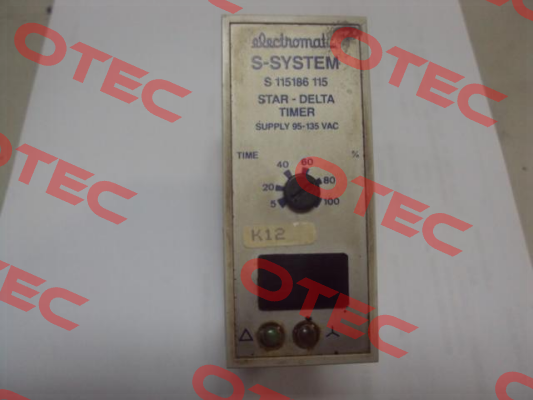 electromatic
S-SYSTEM
S 115186 115
STAR - DELTA
TIMER
SUPPLY 95-135 VAC
TIME %
40 60
20 80
5 100
K12
OTEC
OTEC
OTEC
OTEC
OTEC
OTEC
OTEC
OTEC